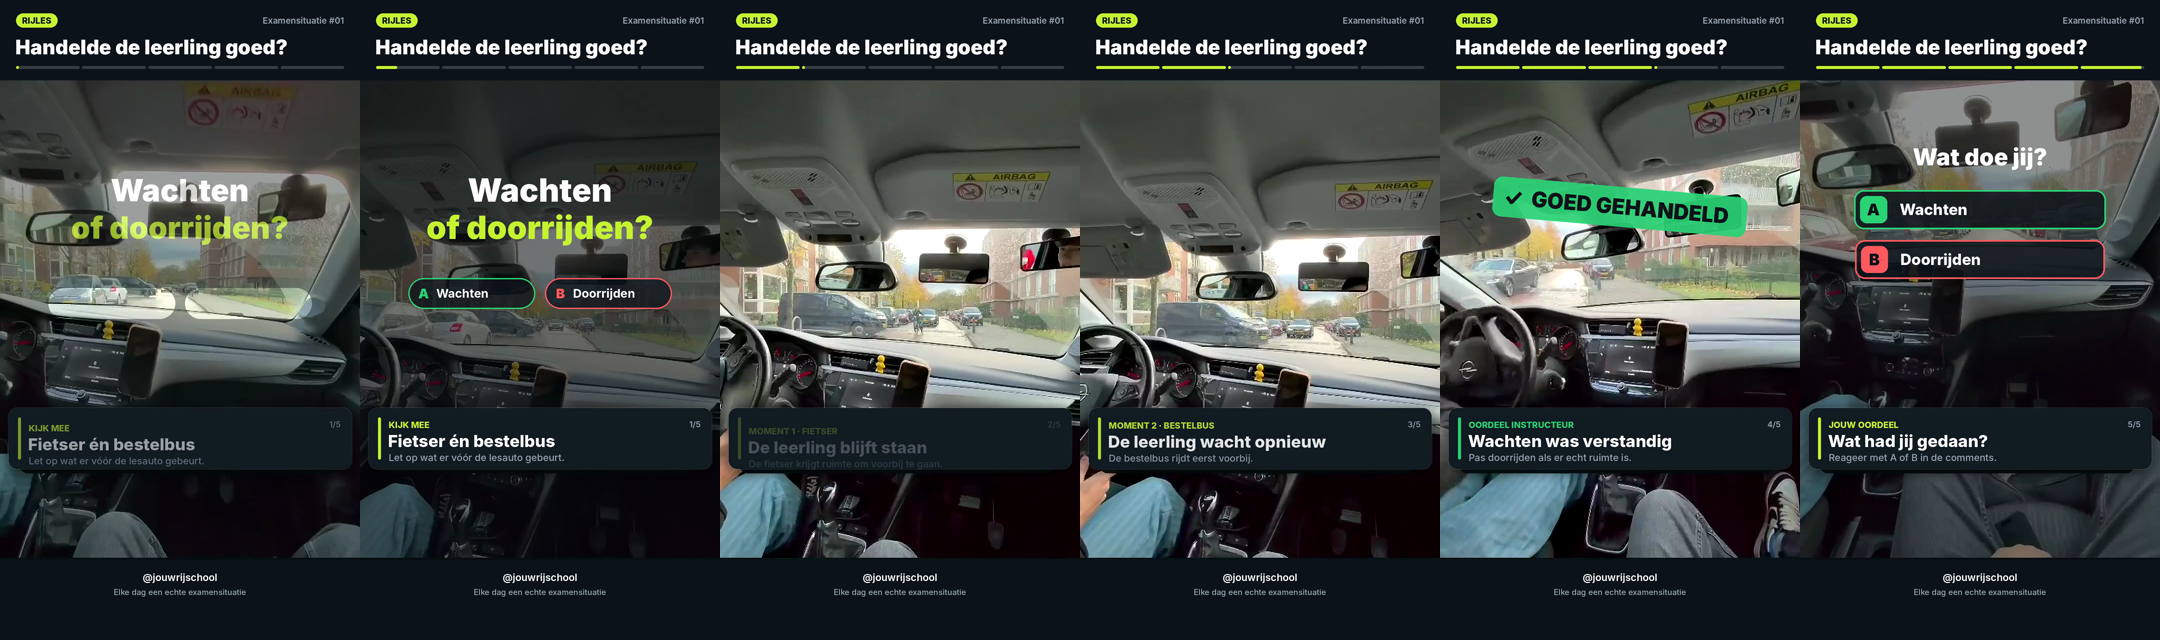 RIJLES
Examensituatie #01
Handelde de leerling goed?
AIRBAG
Wachten
of doorrijden?
KIJK MEE
1/5
Fietser én bestelbus
Let op wat er vóór de lesauto gebeurt.
@jouwrijschool
Elke dag een echte examensituatie
RIJLES
Examensituatie #01
Handelde de leerling goed?
AIRBAG
Wachten
of doorrijden?
A Wachten
B Doorrijden
KIJK MEE
1/5
Fietser én bestelbus
Let op wat er vóór de lesauto gebeurt.
@jouwrijschool
Elke dag een echte examensituatie
RIJLES
Examensituatie #01
Handelde de leerling goed?
AIRBAG
MOMENT 1 · FIETSER
2/5
De leerling blijft staan
De fietser krijgt ruimte om voorbij te gaan.
@jouwrijschool
Elke dag een echte examensituatie
RIJLES
Examensituatie #01
Handelde de leerling goed?
AIRBAG
MOMENT 2 · BESTELBUS
3/5
De leerling wacht opnieuw
De bestelbus rijdt eerst voorbij.
@jouwrijschool
Elke dag een echte examensituatie
RIJLES
Examensituatie #01
Handelde de leerling goed?
AIRBAG
✓ GOED GEHANDELD
OORDEEL INSTRUCTEUR
4/5
Wachten was verstandig
Pas doorrijden als er echt ruimte is.
@jouwrijschool
Elke dag een echte examensituatie
RIJLES
Examensituatie #01
Handelde de leerling goed?
Wat doe jij?
A Wachten
B Doorrijden
JOUW OORDEEL
5/5
Wat had jij gedaan?
Reageer met A of B in de comments.
@jouwrijschool
Elke dag een echte examensituatie